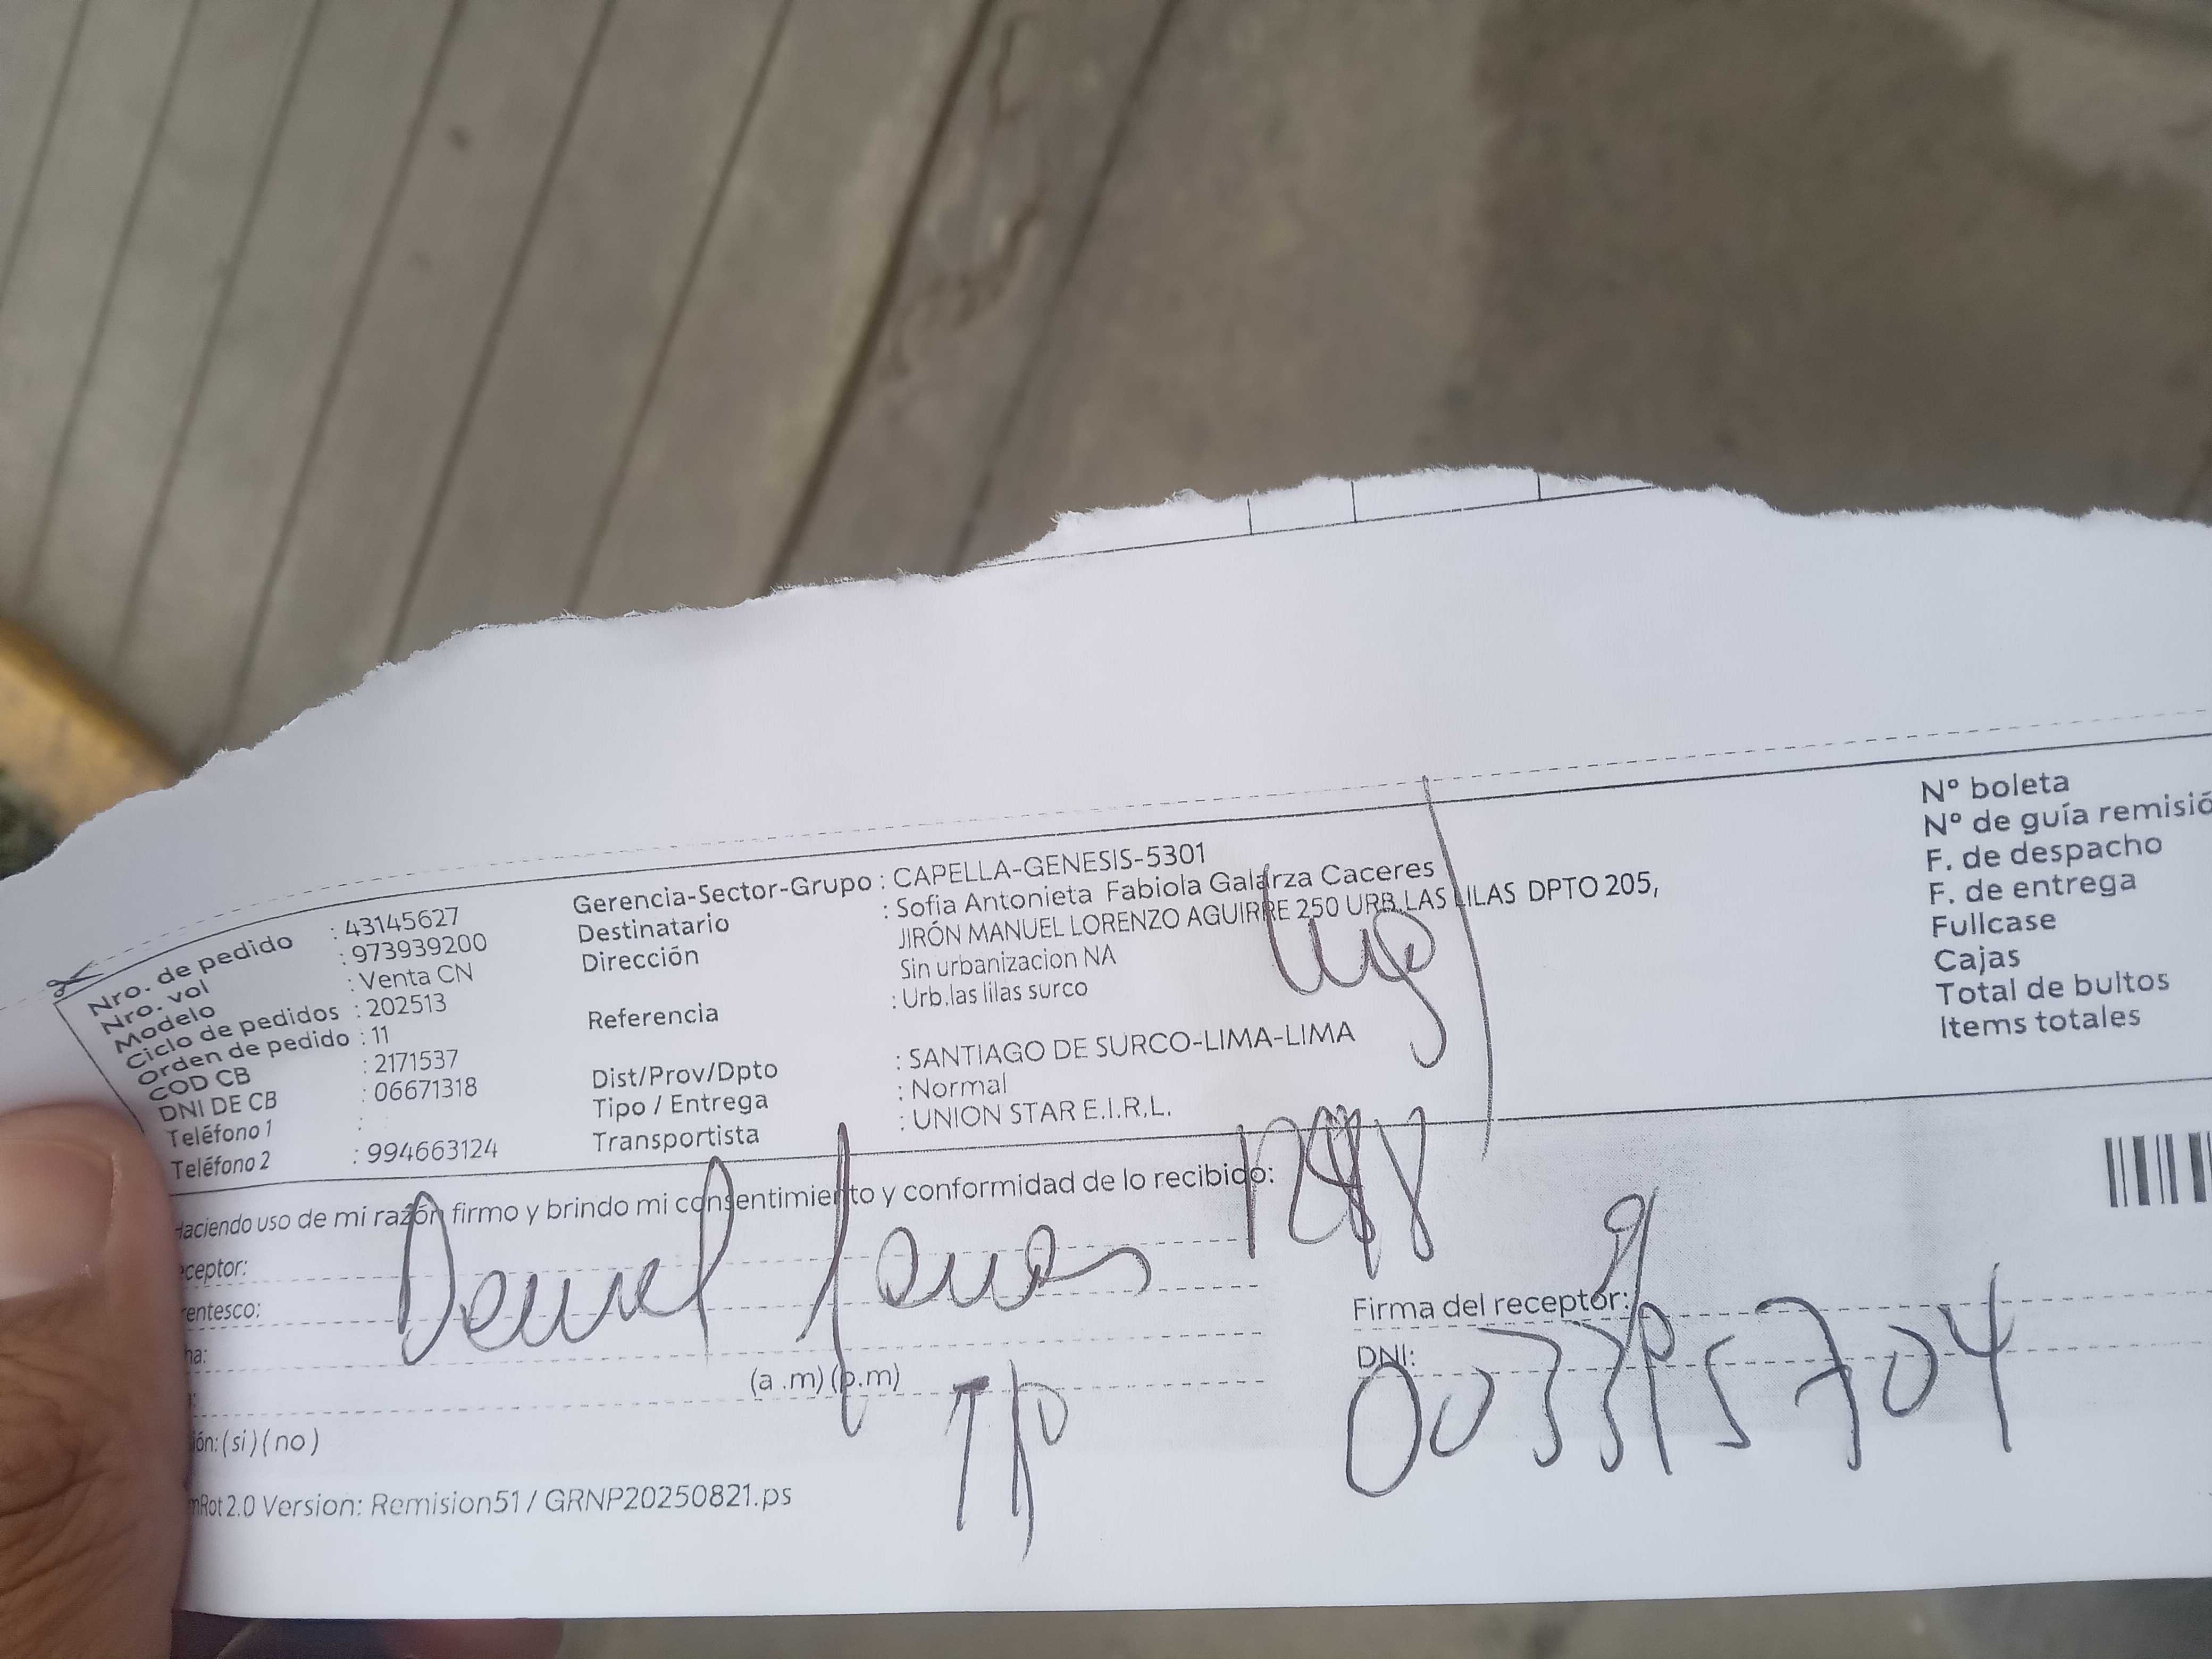 Nro. de pedido : 43145627
Nro. vol : 973939200
Modelo : Venta CN
Ciclo de pedidos : 202513
Orden de pedido : 11
COD CB : 2171537
DNI DE CB : 06671318
Teléfono 1 :
Teléfono 2 : 994663124
Gerencia-Sector-Grupo : CAPELLA-GENESIS-5301
Destinatario : Sofia Antonieta Fabiola Galarza Caceres
Dirección JIRÓN MANUEL LORENZO AGUIRRE 250 URB LAS LILAS DPTO 205,
Sin urbanizacion NA
Referencia : Urb.las lilas surco
Dist/Prov/Dpto : SANTIAGO DE SURCO-LIMA-LIMA
Tipo / Entrega : Normal
Transportista : UNION STAR E.I.R.L.
Nº boleta
Nº de guía remisió
F. de despacho
F. de entrega
Fullcase
Cajas
Total de bultos
Items totales
Haciendo uso de mi razón firmo y brindo mi consentimiento y conformidad de lo recibido:
eceptor:
rentesco:
ha:
(a .m) (p.m)
ión: ( si ) ( no )
Firma del receptor:
DNI:
mRot 2.0 Version: Remision51 / GRNP20250821.ps